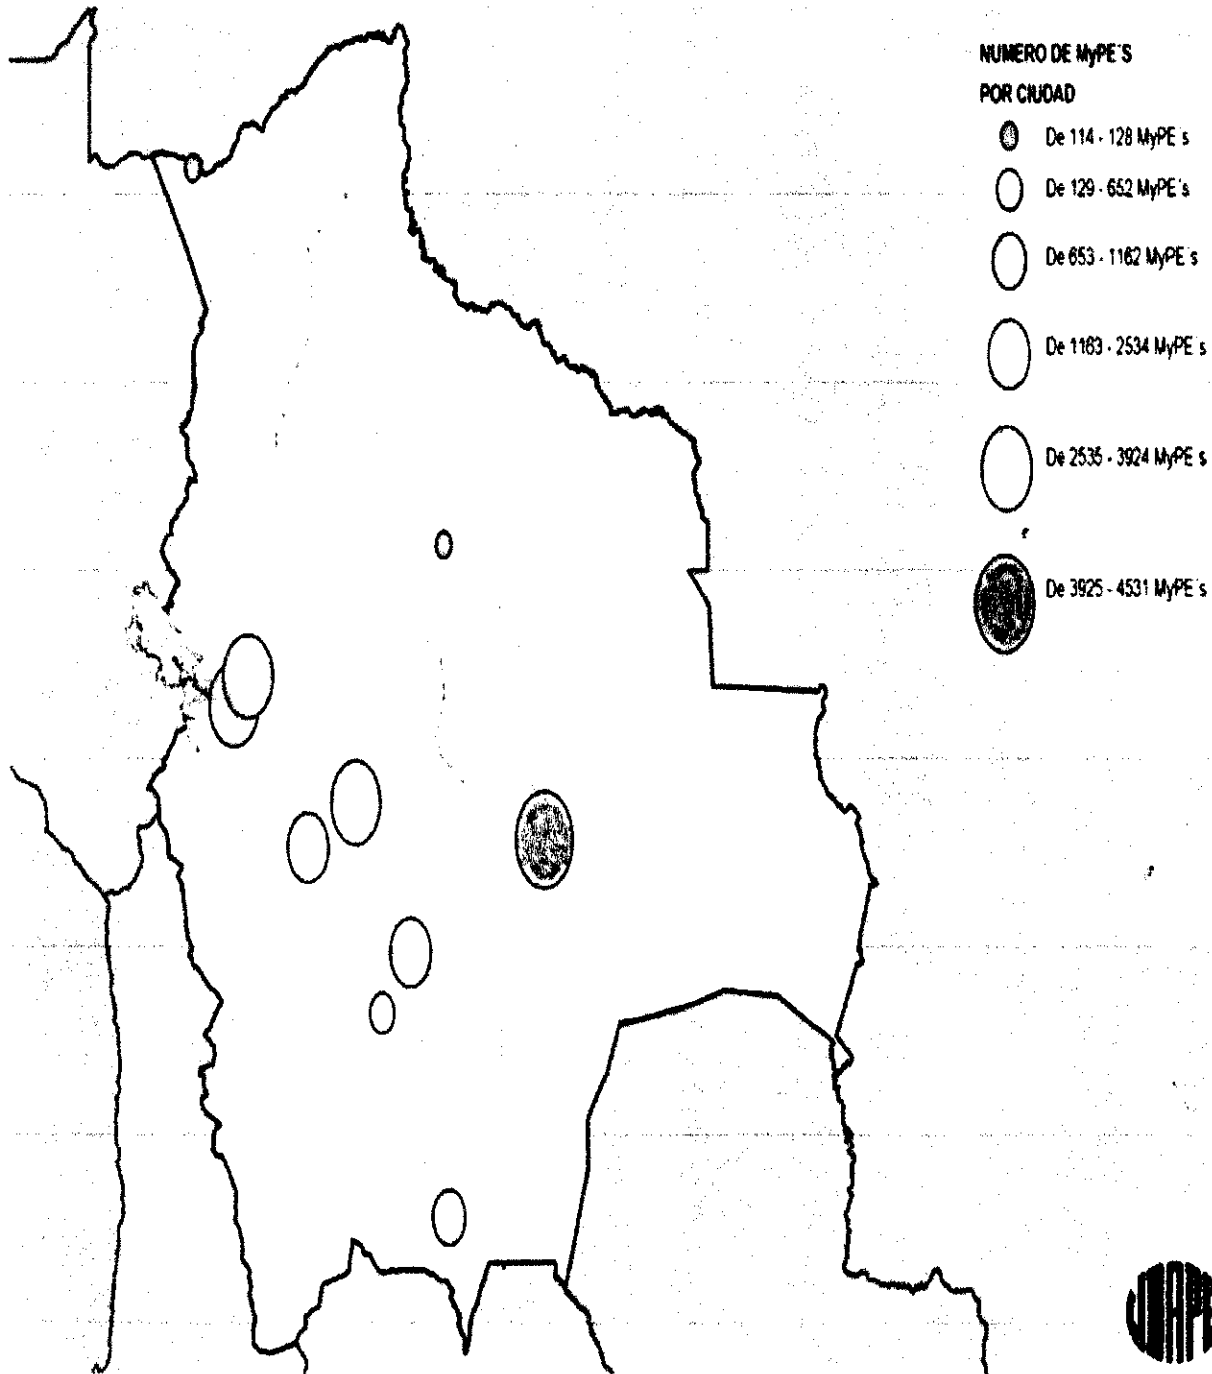 NUMERO DE MyPE´S
POR CIUDAD
De 114 - 128 MyPE´s
De 129 - 652 MyPE´s
De 653 - 1162 MyPE´s
De 1163 - 2534 MyPE´s
De 2535 - 3924 MyPE´s
De 3925 - 4531 MyPE´s